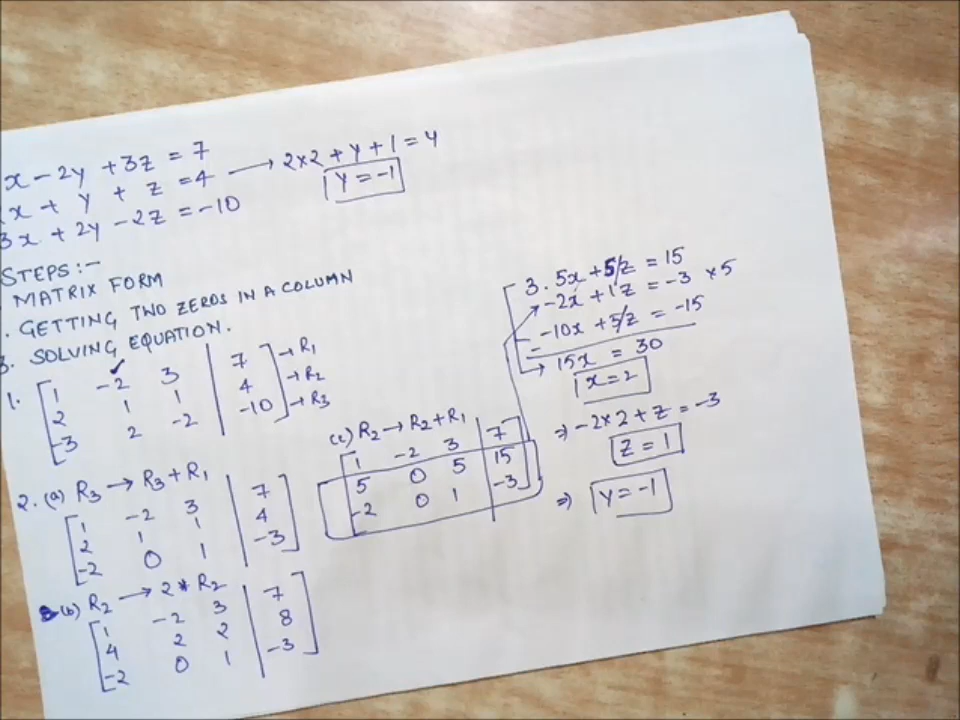 x - 2y + 3z = 7
x + y + z = 4 → 2×2 + y + 1 = 4
3x + 2y - 2z = -10
y = -1
STEPS :-
MATRIX FORM
. GETTING TWO ZEROS IN A COLUMN
3. SOLVING EQUATION.
1. [ 1 -2 3 | 7 ] → R1
2 1 1 | 4 → R2
-3 2 -2 | -10 → R3
2. (a) R3 → R3 + R1
[ 1 -2 3 | 7 ]
2 1 1 | 4
-2 0 1 | -3
(b) R2 → 2 * R2
[ 1 -2 3 | 7 ]
4 2 2 | 8
-2 0 1 | -3
(c) R2 → R2 + R1
[ 1 -2 3 | 7 ]
5 0 5 | 15
-2 0 1 | -3
3. 5x + 5z = 15
-2x + 1z = -3 ×5
-10x + 5z = -15
15x = 30
x = 2
⇒ -2×2 + z = -3
z = 1
⇒ y = -1